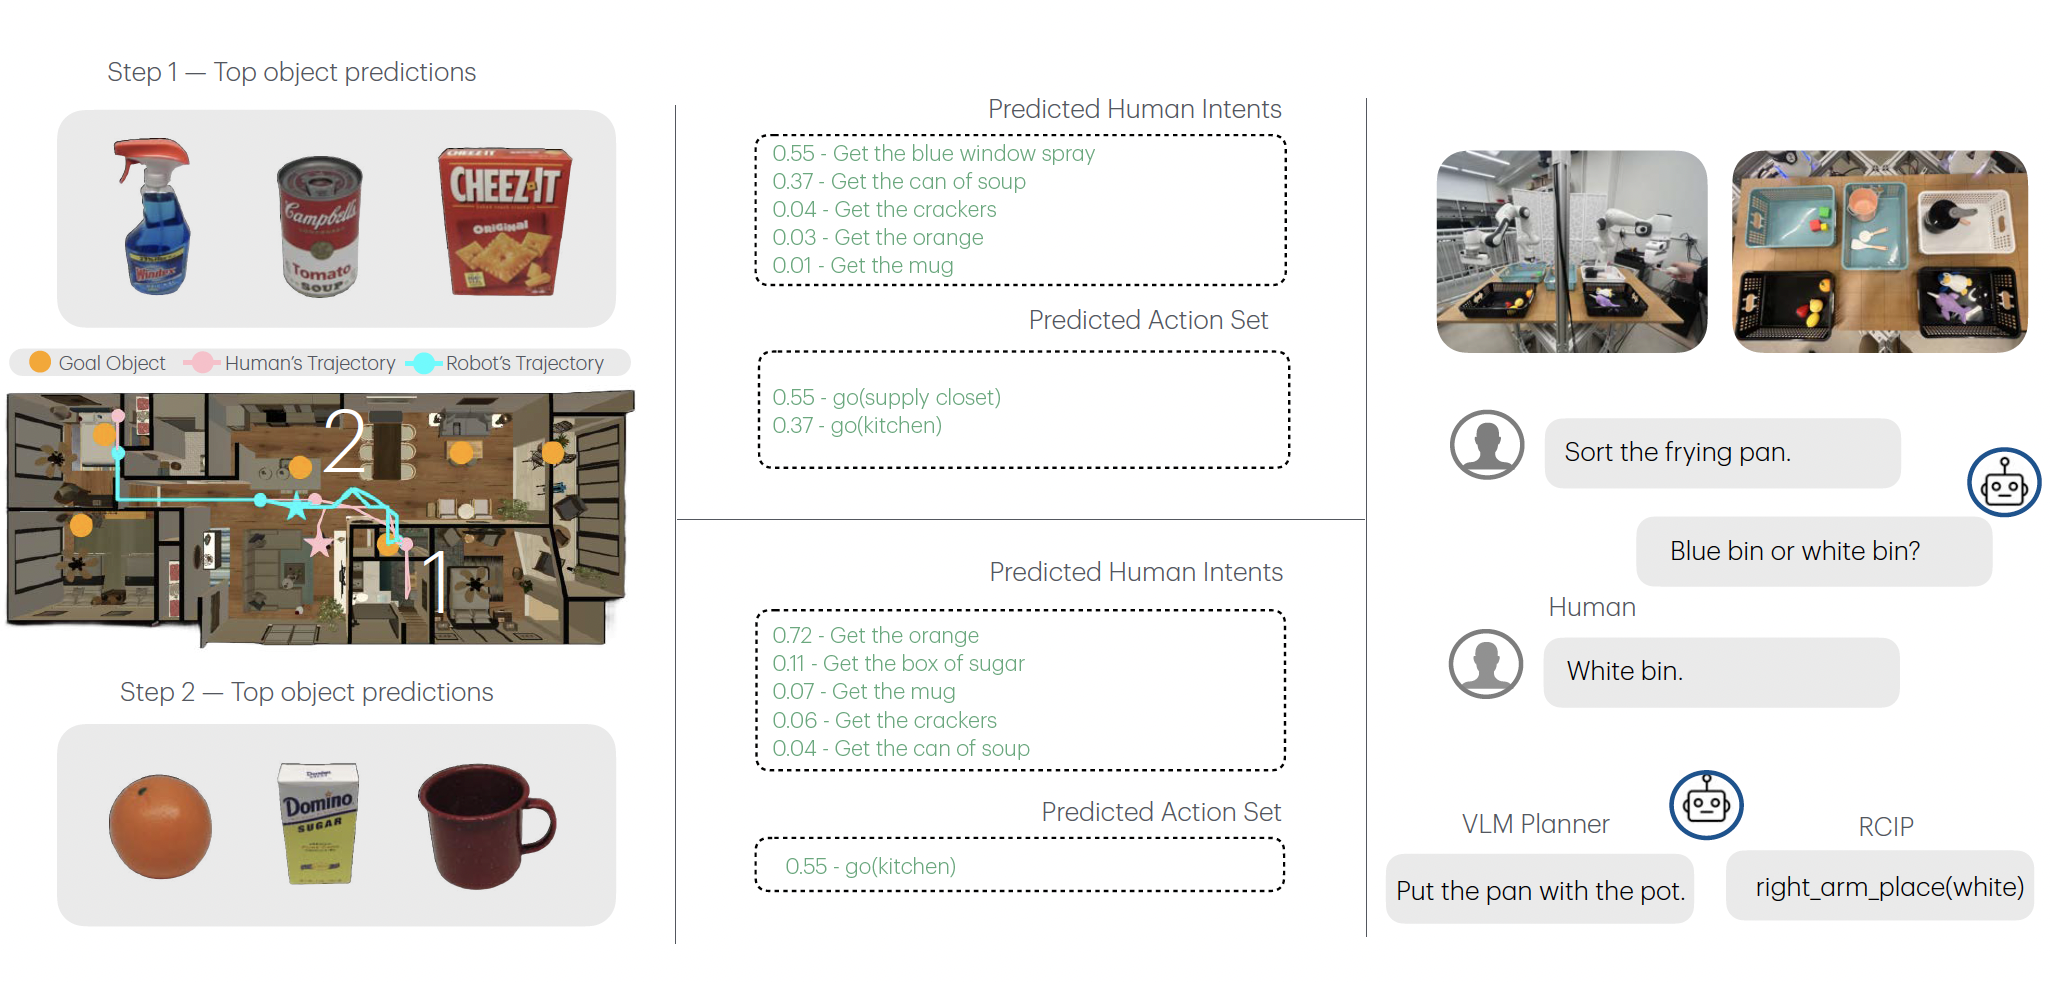 Step 1 — Top object predictions
Windex
Campbell's
Tomato
SOUP
CHEEZ-IT
CHEEZ-IT
ORIGINAL
Goal Object
Human's Trajectory
Robot's Trajectory
2
1
Step 2 — Top object predictions
Domino
Domino
SUGAR
Predicted Human Intents
0.55 - Get the blue window spray
0.37 - Get the can of soup
0.04 - Get the crackers
0.03 - Get the orange
0.01 - Get the mug
Predicted Action Set
0.55 - go(supply closet)
0.37 - go(kitchen)
Predicted Human Intents
0.72 - Get the orange
0.11 - Get the box of sugar
0.07 - Get the mug
0.06 - Get the crackers
0.04 - Get the can of soup
Predicted Action Set
0.55 - go(kitchen)
Sort the frying pan.
Blue bin or white bin?
Human
White bin.
VLM Planner
Put the pan with the pot.
RCIP
right_arm_place(white)